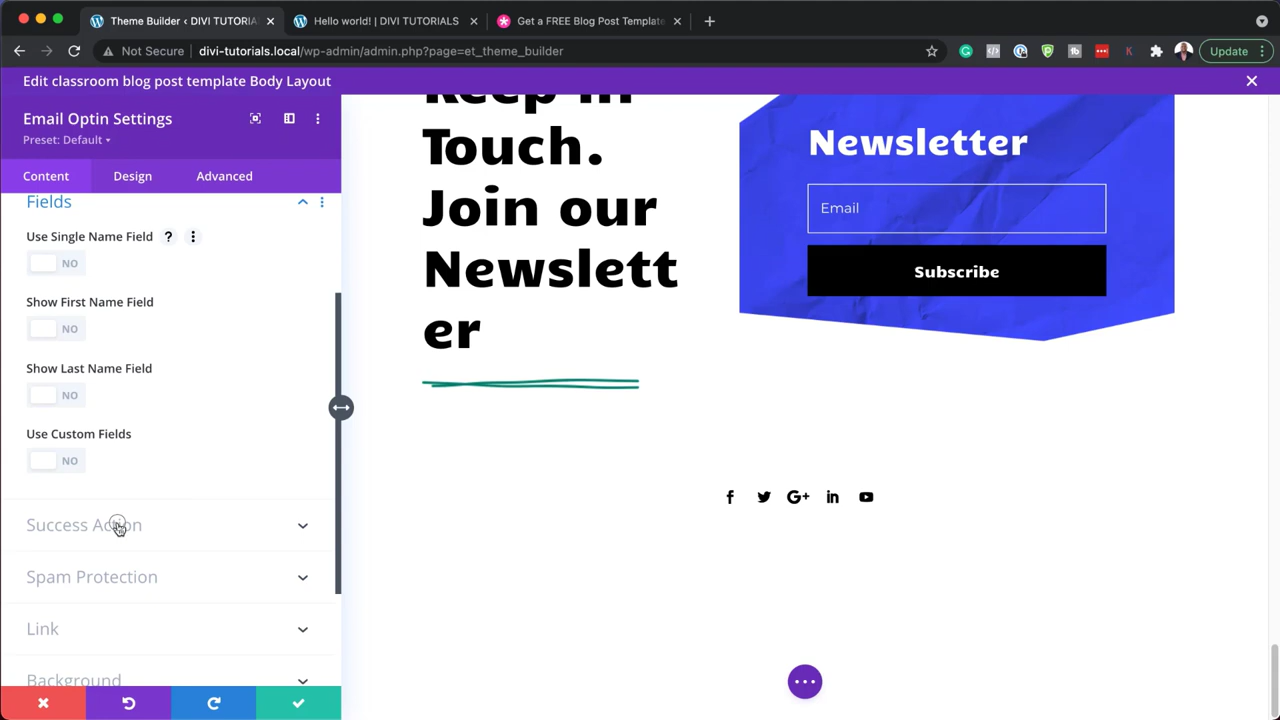 Theme Builder ‹ DIVI TUTORIA
Hello world! | DIVI TUTORIALS
Get a FREE Blog Post Template
Not Secure
divi-tutorials.local/wp-admin/admin.php?page=et_theme_builder
Update
Edit classroom blog post template Body Layout
Email Optin Settings
Preset: Default
Content
Design
Advanced
Fields
Use Single Name Field ?
NO
Show First Name Field
NO
Show Last Name Field
NO
Use Custom Fields
NO
Success Action
Spam Protection
Link
Background
Keep in
Touch.
Join our
Newslett
er
Newsletter
Email
Subscribe